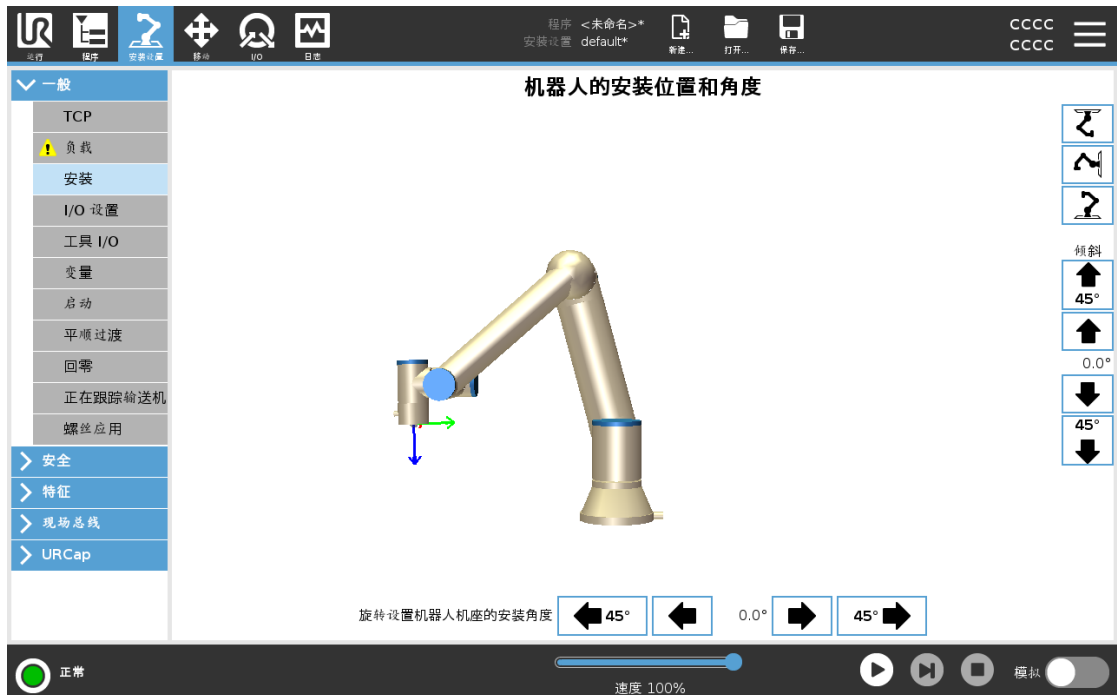 UR
程序 <未命名>*
安装设置 default*
CCCC
CCCC
运行
程序
安装设置
移动
I/O
日志
新建...
打开...
保存...
一般
机器人的安装位置和角度
TCP
负载
安装
I/O 设置
工具 I/O
变量
启动
平顺过渡
回零
正在跟踪输送机
螺丝应用
安全
特征
现场总线
URCap
倾斜
45°
0.0°
45°
旋转设置机器人机座的安装角度
45°
0.0°
45°
正常
速度 100%
模拟